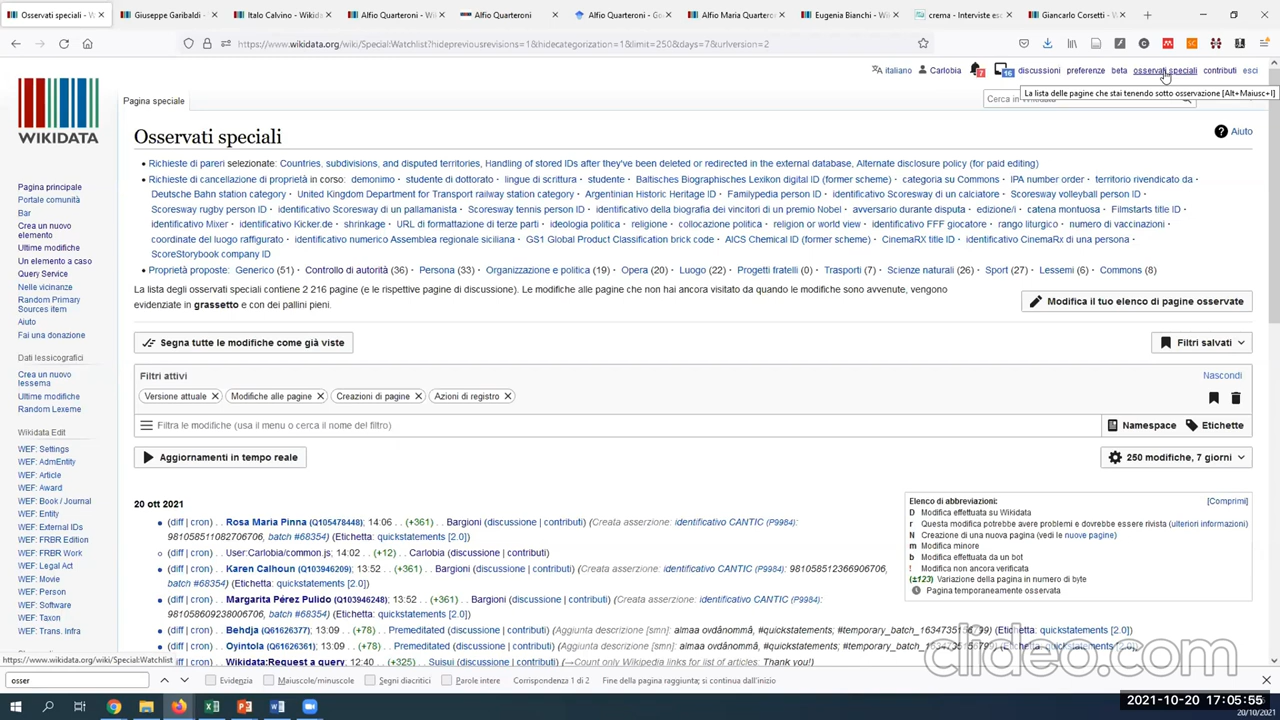 Osservati speciali - W
Giuseppe Garibaldi -
Italo Calvino - Wikida
Alfio Quarteroni - Wi
Alfio Quarteroni
Alfio Quarteroni - Go
Alfio Maria Quarteror
Eugenia Bianchi - Wi
crema - Interviste es
Giancarlo Corsetti - W
https://www.wikidata.org/wiki/Special:Watchlist?hidepreviousrevisions=1&hidecategorization=1&limit=250&days=7&urlversion=2
italiano Carlobia 7 16 discussioni preferenze beta osservati speciali contributi esci
La lista delle pagine che stai tenendo sotto osservazione [Alt+Maiusc+l]
Pagina speciale
Cerca in Wikidata
WIKIDATA
Osservati speciali
Aiuto
Richieste di pareri selezionate: Countries, subdivisions, and disputed territories, Handling of stored IDs after they've been deleted or redirected in the external database, Alternate disclosure policy (for paid editing)
Richieste di cancellazione di proprietà in corso: demonimo · studente di dottorato · lingue di scrittura · studente · Baltisches Biographisches Lexikon digital ID (former scheme) · categoria su Commons · IPA number order · territorio rivendicato da ·
Deutsche Bahn station category · United Kingdom Department for Transport railway station category · Argentinian Historic Heritage ID · Familypedia person ID · identificativo Scoresway di un calciatore · Scoresway volleyball person ID ·
Scoresway rugby person ID · identificativo Scoresway di un pallamanista · Scoresway tennis person ID · identificativo della biografia dei vincitori di un premio Nobel · avversario durante disputa · edizione/i · catena montuosa · Filmstarts title ID ·
identificativo Mixer · identificativo Kicker.de · shrinkage · URL di formattazione di terze parti · ideologia politica · religione · collocazione politica · religion or world view · identificativo FFF giocatore · rango liturgico · numero di vaccinazioni ·
coordinate del luogo raffigurato · identificativo numerico Assemblea regionale siciliana · GS1 Global Product Classification brick code · AICS Chemical ID (former scheme) · CinemaRx title ID · identificativo CinemaRx di una persona ·
ScoreStorybook company ID
Proprietà proposte: Generico (51) · Controllo di autorità (36) · Persona (33) · Organizzazione e politica (19) · Opera (20) · Luogo (22) · Progetti fratelli (0) · Trasporti (7) · Scienze naturali (26) · Sport (27) · Lessemi (6) · Commons (8)
La lista degli osservati speciali contiene 2 216 pagine (e le rispettive pagine di discussione). Le modifiche alle pagine che non hai ancora visitato da quando le modifiche sono avvenute, vengono
evidenziate in grassetto e con dei pallini pieni.
Modifica il tuo elenco di pagine osservate
Segna tutte le modifiche come già viste
Filtri salvati
Filtri attivi
Nascondi
Versione attuale
Modifiche alle pagine
Creazioni di pagine
Azioni di registro
Filtra le modifiche (usa il menu o cerca il nome del filtro)
Namespace
Etichette
Aggiornamenti in tempo reale
250 modifiche, 7 giorni
Pagina principale
Portale comunità
Bar
Crea un nuovo
elemento
Ultime modifiche
Un elemento a caso
Query Service
Nelle vicinanze
Random Primary
Sources item
Aiuto
Fai una donazione
Dati lessicografici
Crea un nuovo
lessema
Ultime modifiche
Random Lexeme
Wikidata Edit
WEF: Settings
WEF: AdmEntity
WEF: Article
WEF: Award
WEF: Book / Journal
WEF: Entity
WEF: External IDs
WEF: FRBR Edition
WEF: FRBR Work
WEF: Legal Act
WEF: Movie
WEF: Person
WEF: Software
WEF: Taxon
WEF: Trans. infra
20 ott 2021
(diff | cron) . . Rosa Maria Pinna (Q105478448); 14:06 . . (+361) . . Bargioni (discussione | contributi) (Creata asserzione: identificativo CANTIC (P9984):
981058511082706706, batch #68354) (Etichetta: quickstatements [2.0])
(diff | cron) . . User:Carlobia/common.js; 14:02 . . (+12) . . Carlobia (discussione | contributi)
(diff | cron) . . Karen Calhoun (Q103946209); 13:52 . . (+361) . . Bargioni (discussione | contributi) (Creata asserzione: identificativo CANTIC (P9984): 981058512366906706,
batch #68354) (Etichetta: quickstatements [2.0])
(diff | cron) . . Margarita Pérez Pulido (Q103946248); 13:52 . . (+361) . . Bargioni (discussione | contributi) (Creata asserzione: identificativo CANTIC (P9984):
981058609238006706, batch #68354) (Etichetta: quickstatements [2.0])
(diff | cron) . . Behdja (Q61626377); 13:09 . . (+78) . . Premeditated (discussione | contributi) (Aggiunta descrizione [smn]: almaa ovdânommâ, #quickstatements; #temporary_batch_1634735156799) (Etichetta: quickstatements [2.0])
(diff | cron) . . Oyintola (Q61626329); 13:09 . . (+78) . . Premeditated (discussione | contributi) (Aggiunta descrizione [smn]: almaa ovdânommâ, #quickstatements; (Etichetta: quickstatements [2.0])
(diff | cron) . . Wikidata:Request a query; 12:40 . . (+325) . . Suisui (discussione | contributi) (→Count only Wikipedia links for list of articles: Thank you!)
Elenco di abbreviazioni:
[Comprimi]
D Modifica effettuata su Wikidata
r Questa modifica potrebbe avere problemi e dovrebbe essere rivista (ulteriori informazioni)
N Creazione di una nuova pagina (vedi le nuove pagine)
m Modifica minore
b Modifica effettuata da un bot
! Modifica non ancora verificata
(±123) Variazione della pagina in numero di byte
Pagina temporaneamente osservata
https://www.wikidata.org/wiki/Special:Watchlist
clideo.com
osser
Evidenzia
Maiuscole/minuscole
Segni diacritici
Parole intere
Corrispondenza 1 di 2
Fine della pagina raggiunta; si continua dall'inizio
2021-10-20 17:05:55
20/10/2021